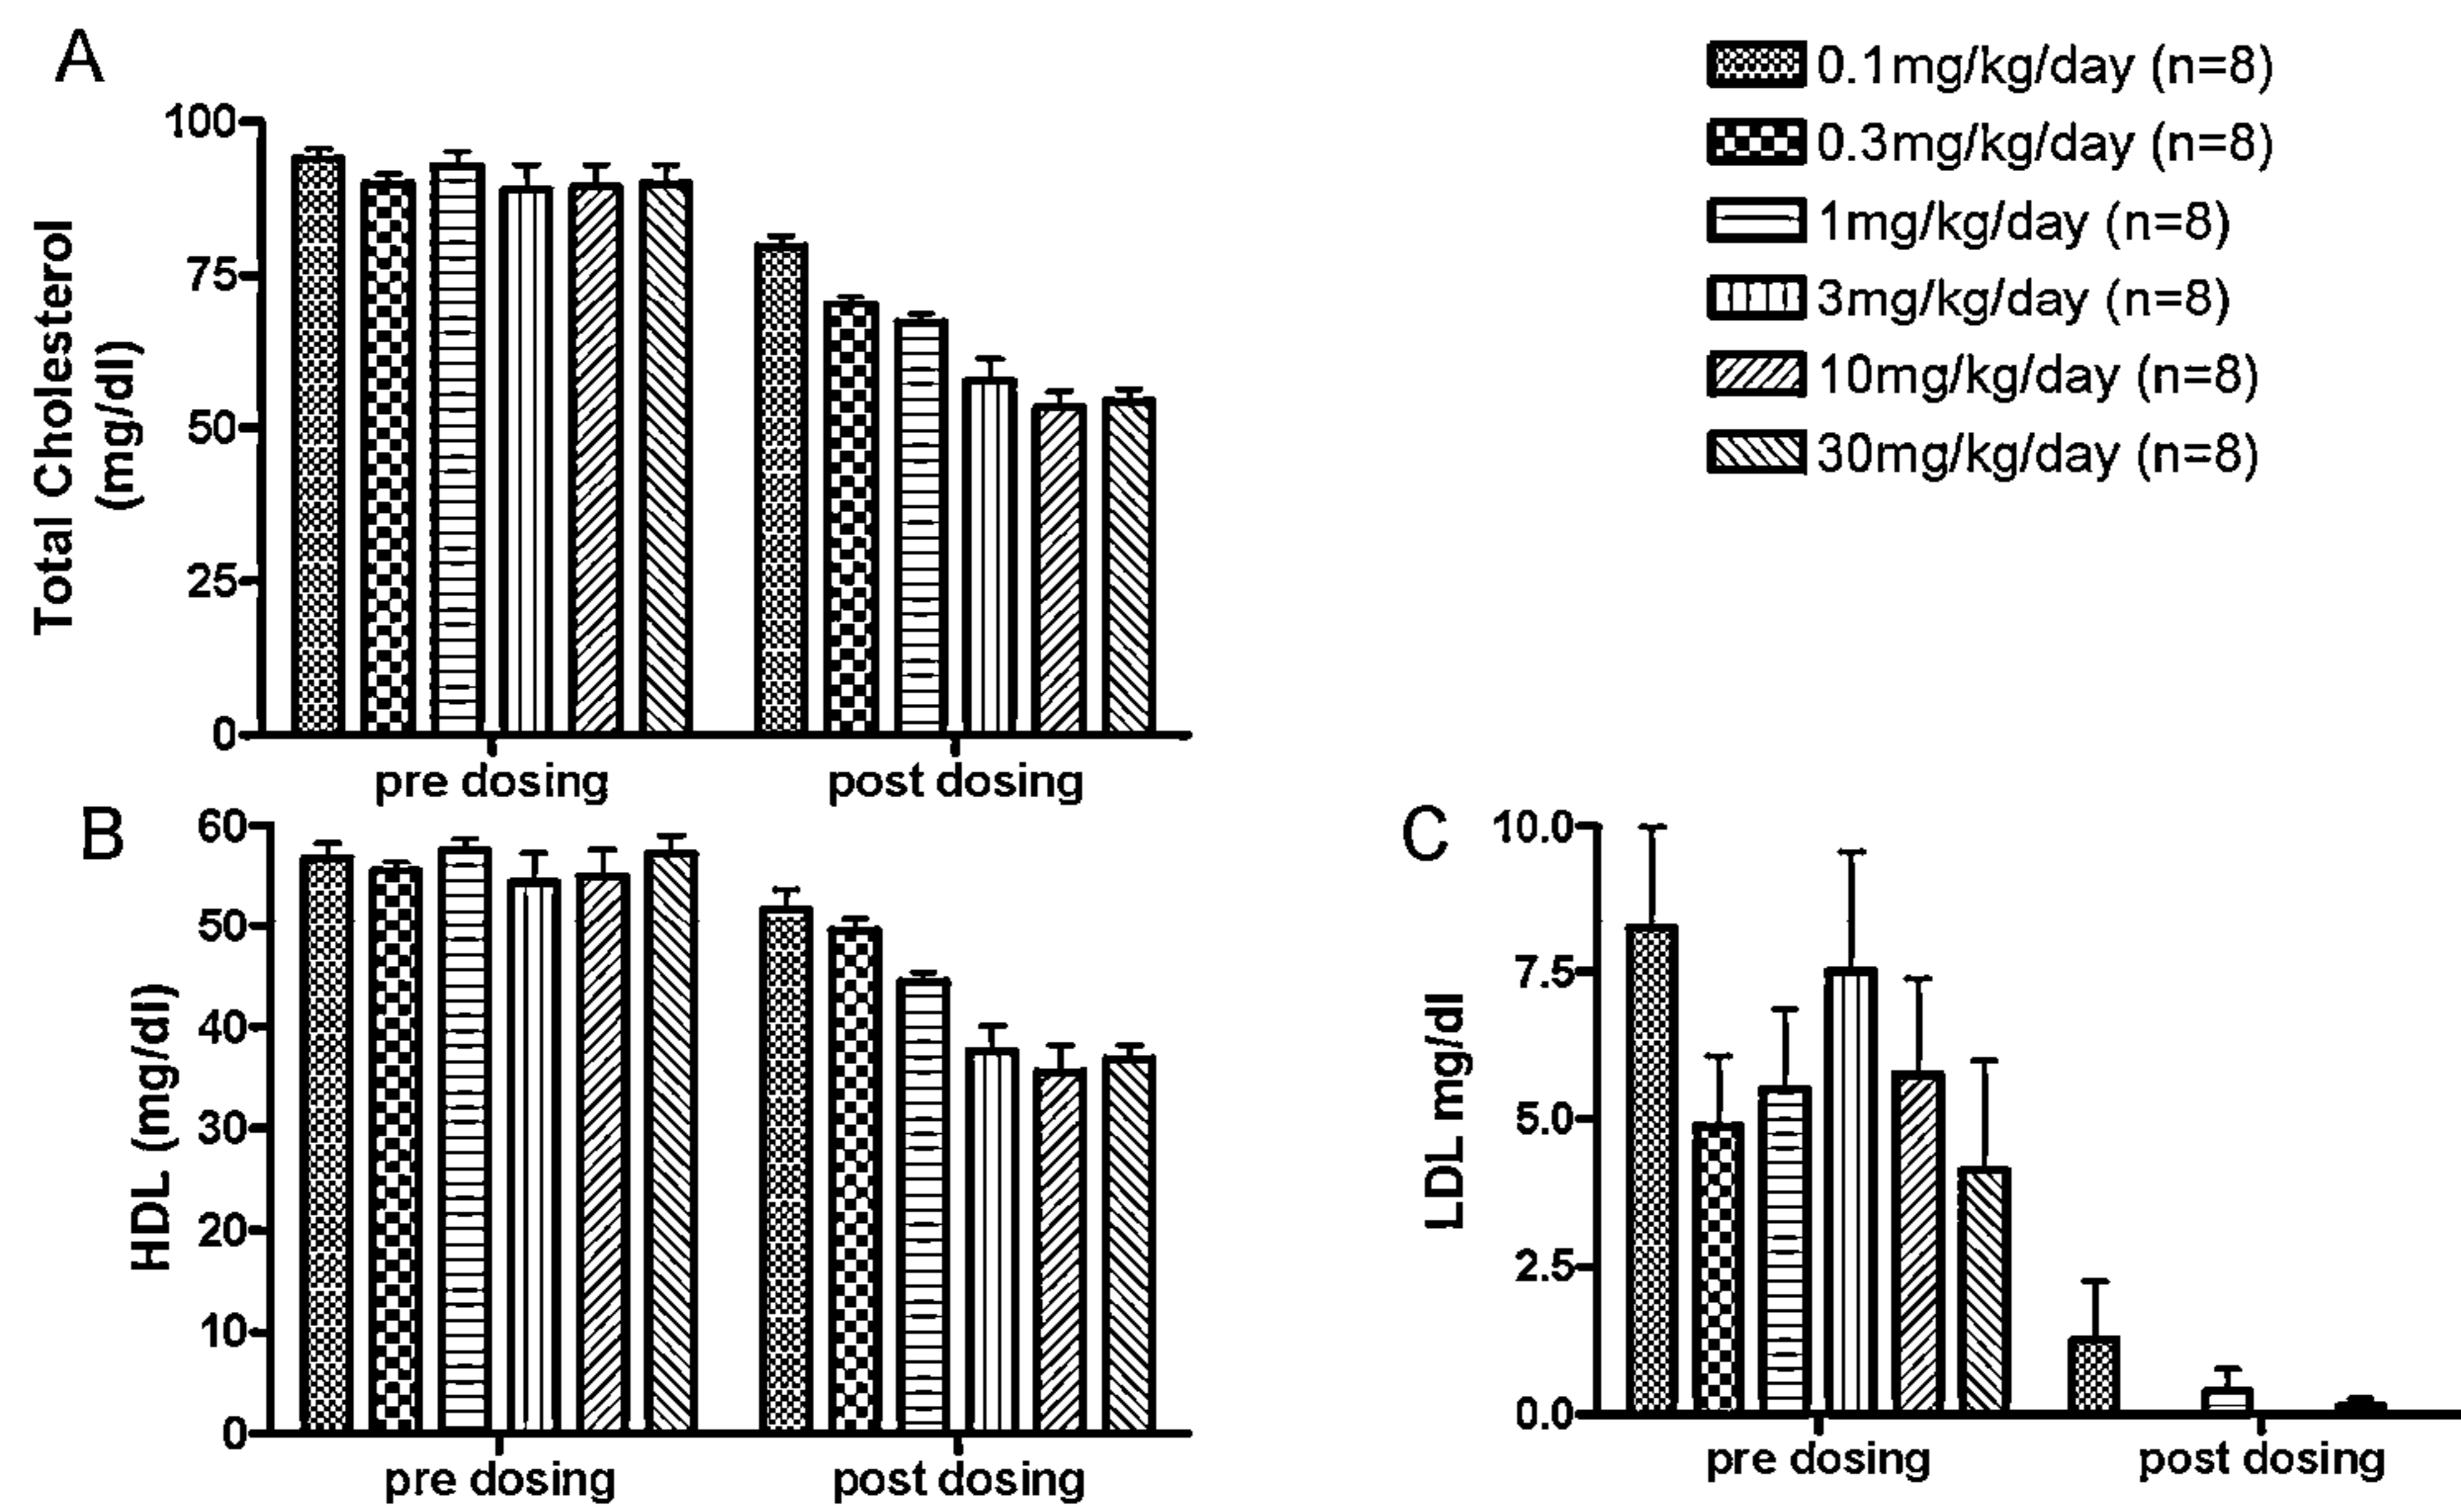 A
100
75
50
25
0
Total Cholesterol
(mg/dl)
pre dosing
post dosing
0.1mg/kg/day (n=8)
0.3mg/kg/day (n=8)
1mg/kg/day (n=8)
3mg/kg/day (n=8)
10mg/kg/day (n=8)
30mg/kg/day (n=8)
B
60
50
40
30
20
10
0
HDL (mg/dl)
pre dosing
post dosing
C
10.0
7.5
5.0
2.5
0.0
LDL mg/dl
pre dosing
post dosing